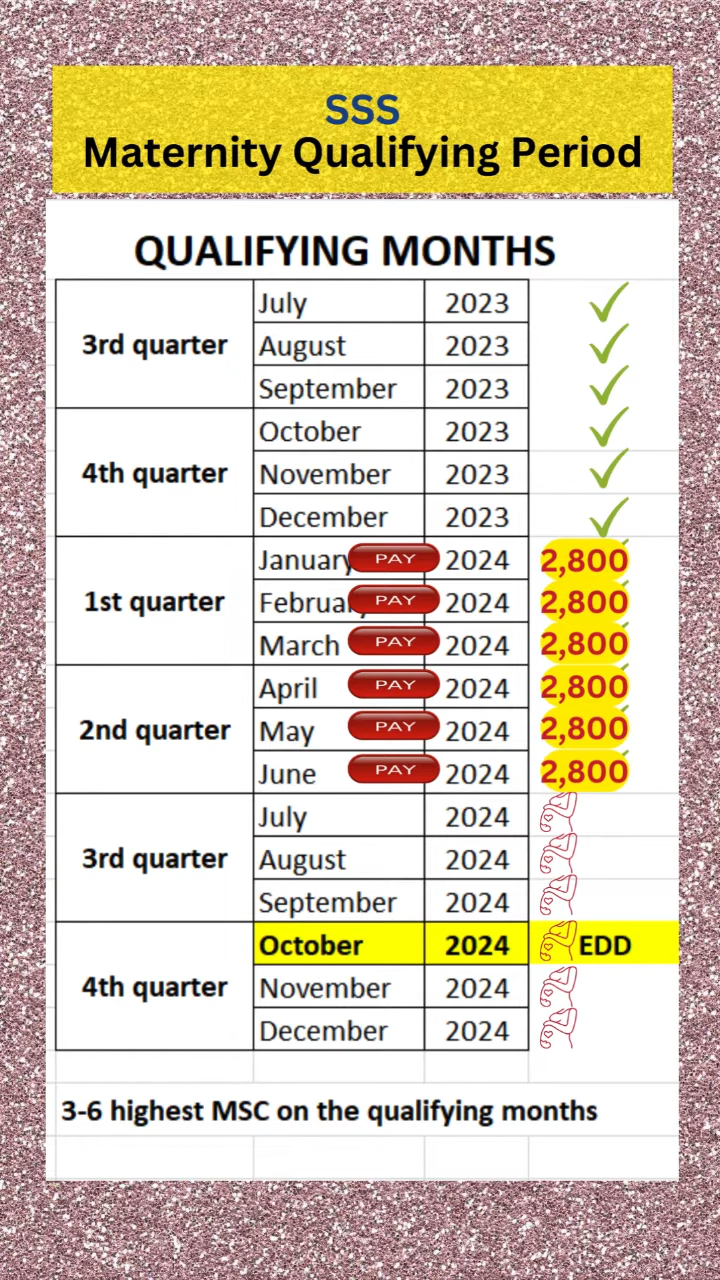 SSS
Maternity Qualifying Period
QUALIFYING MONTHS
3rd quarter
July 2023
August 2023
September 2023
4th quarter
October 2023
November 2023
December 2023
1st quarter
January PAY 2024 2,800
PAY 2024 2,800
March PAY 2024 2,800
2nd quarter
April PAY 2024 2,800
May PAY 2024 2,800
June PAY 2024 2,800
3rd quarter
July 2024
August 2024
September 2024
4th quarter
October 2024 EDD
November 2024
December 2024
3-6 highest MSC on the qualifying months